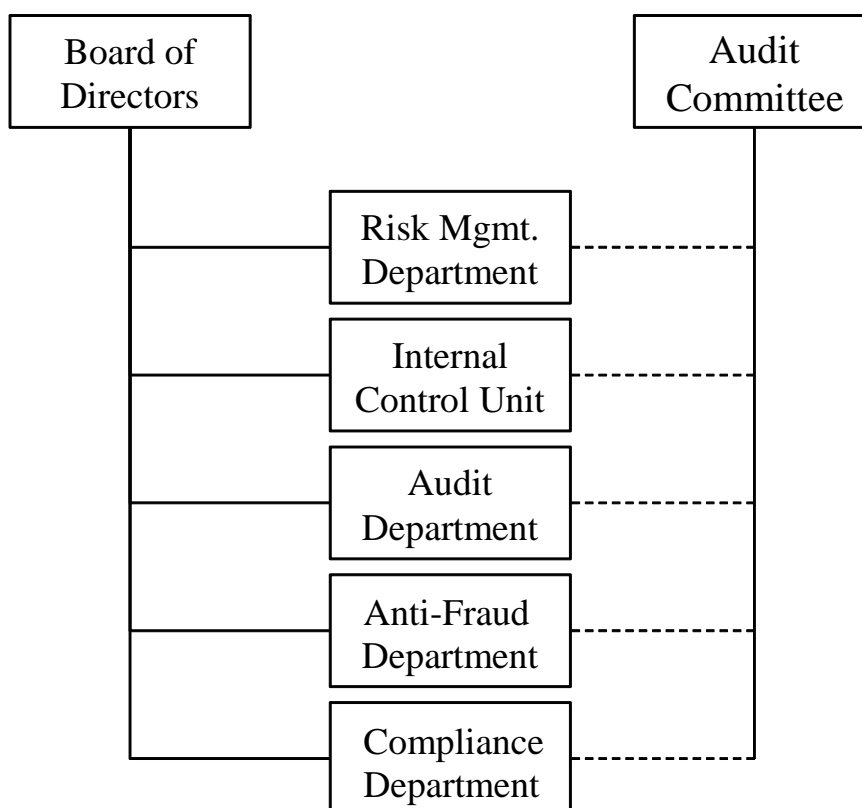 Board of
Directors
Audit
Committee
Risk Mgmt.
Department
Internal
Control Unit
Audit
Department
Anti-Fraud
Department
Compliance
Department